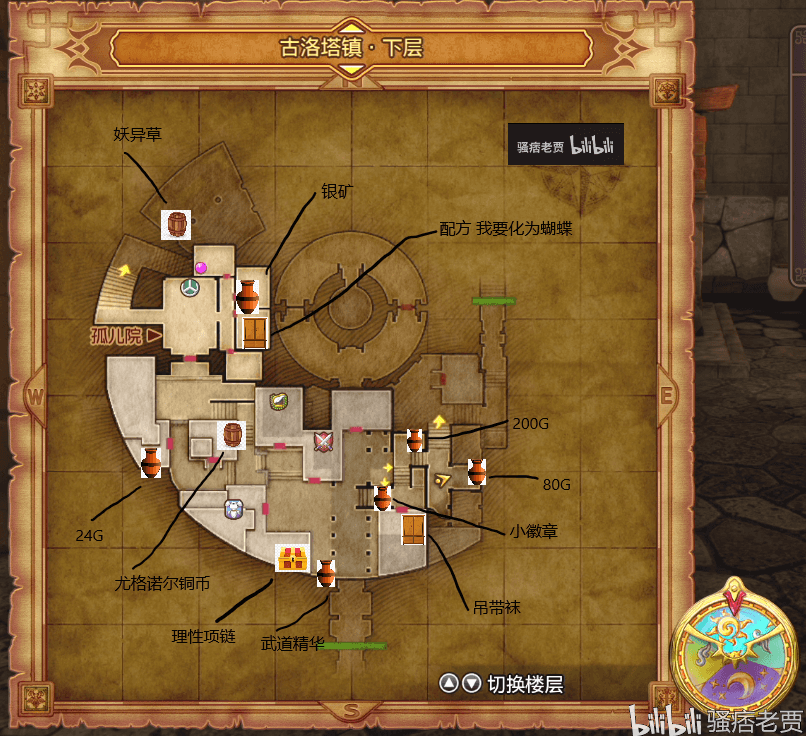 古洛塔镇·下层
N
妖异草
骚痞老贾 bilibili
银矿
配方 我要化为蝴蝶
孤儿院
W
E
200G
80G
24G
小徽章
尤格诺尔铜币
吊带袜
理性项链
武道精华
切换楼层
S
bilibili 骚痞老贾